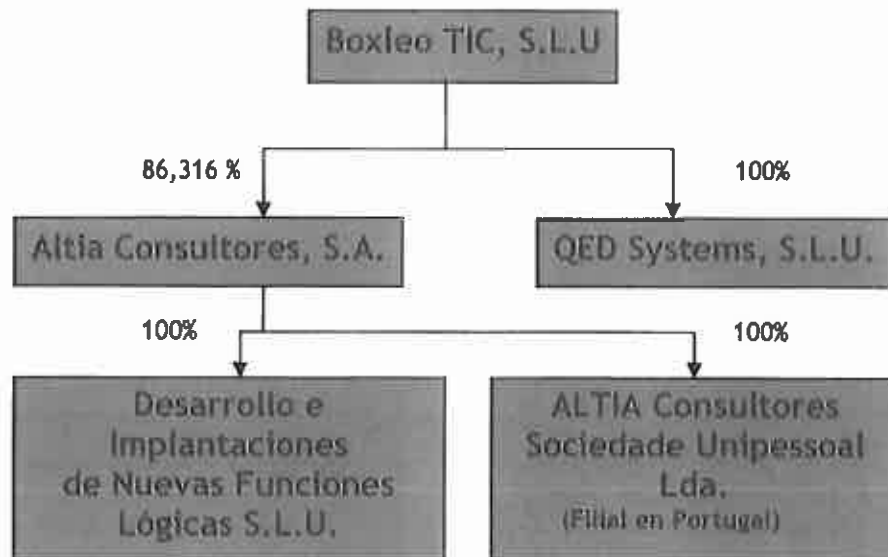 Boxleo TIC, S.L.U
86,316 %
100%
Altia Consultores, S.A.
QED Systems, S.L.U.
100%
100%
Desarrollo e
Implantaciones
de Nuevas Funciones
Lógicas S.L.U.
ALTIA Consultores
Sociedade Unipessoal
Lda.
(Filial en Portugal)